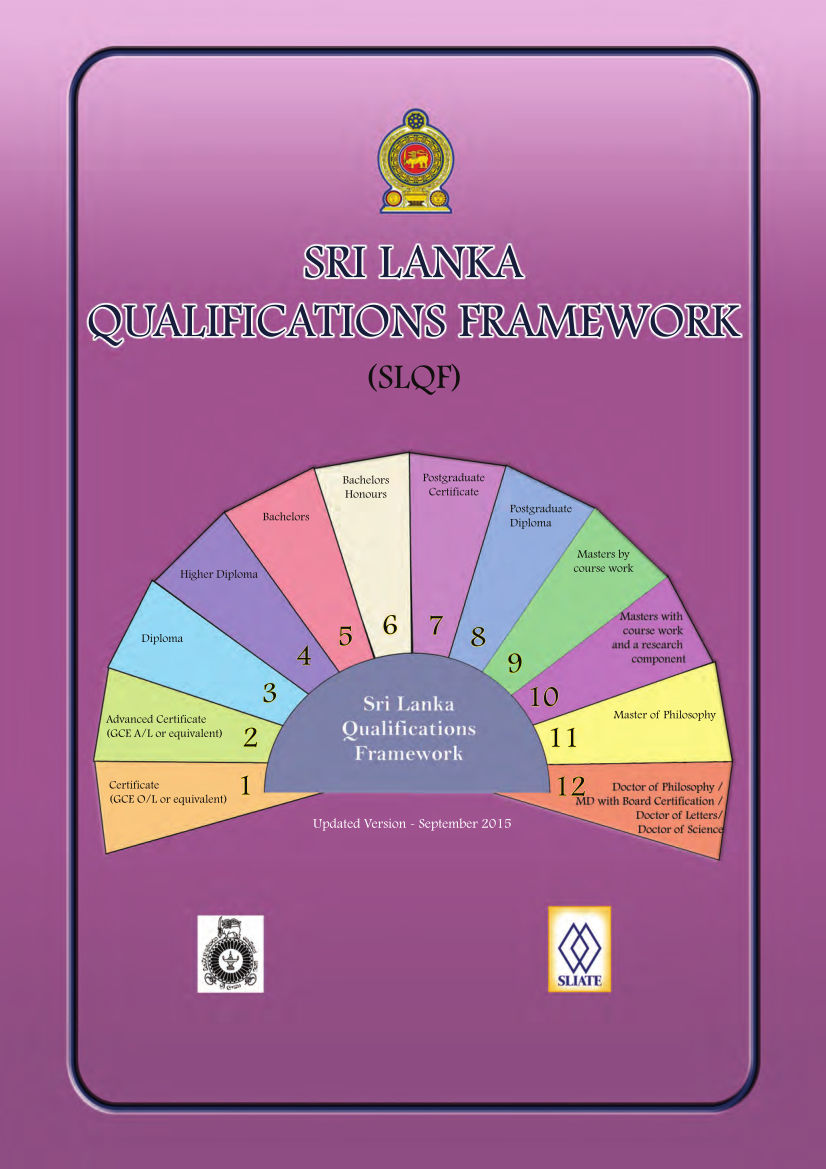 SRI LANKA
QUALIFICATIONS FRAMEWORK
(SLQF)
Certificate
(GCE O/L or equivalent)
1
Advanced Certificate
(GCE A/L or equivalent)
2
Diploma
3
Higher Diploma
4
Bachelors
5
Bachelors
Honours
6
Postgraduate
Certificate
7
Postgraduate
Diploma
8
Masters by
course work
9
Masters with
course work
and a research
component
10
Master of Philosophy
11
Doctor of Philosophy /
MD with Board Certification /
Doctor of Letters/
Doctor of Science
12
Sri Lanka
Qualifications
Framework
Updated Version - September 2015
SLIATE